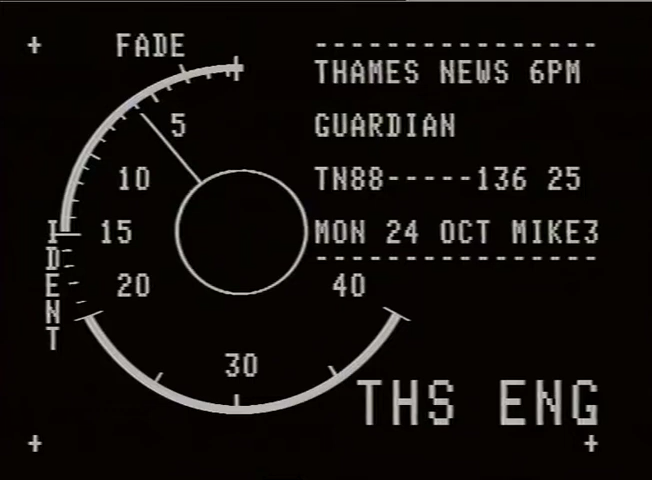 FADE
THAMES NEWS 6PM
GUARDIAN
TN88-----136 25
MON 24 OCT MIKE3
5
10
15
20
30
40
IDENT
THS ENG